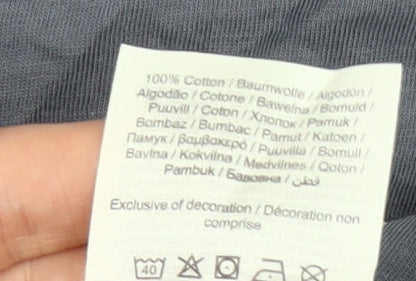 100% Cotton / Baumwolle / Algodón /
Algodão / Cotone / Bawełna / Bomuld /
Puuvill / Coton / Хлопок / Pamuk /
Bombaz / Bumbac / Pamut / Katoen /
Памук / βαμβακερό / Puuvilla / Bomull /
Bavlna / Kokvilna / Medvilnės / Qoton /
Pambuk / Бавовна / قطن
Exclusive of decoration / Décoration non
comprise
40